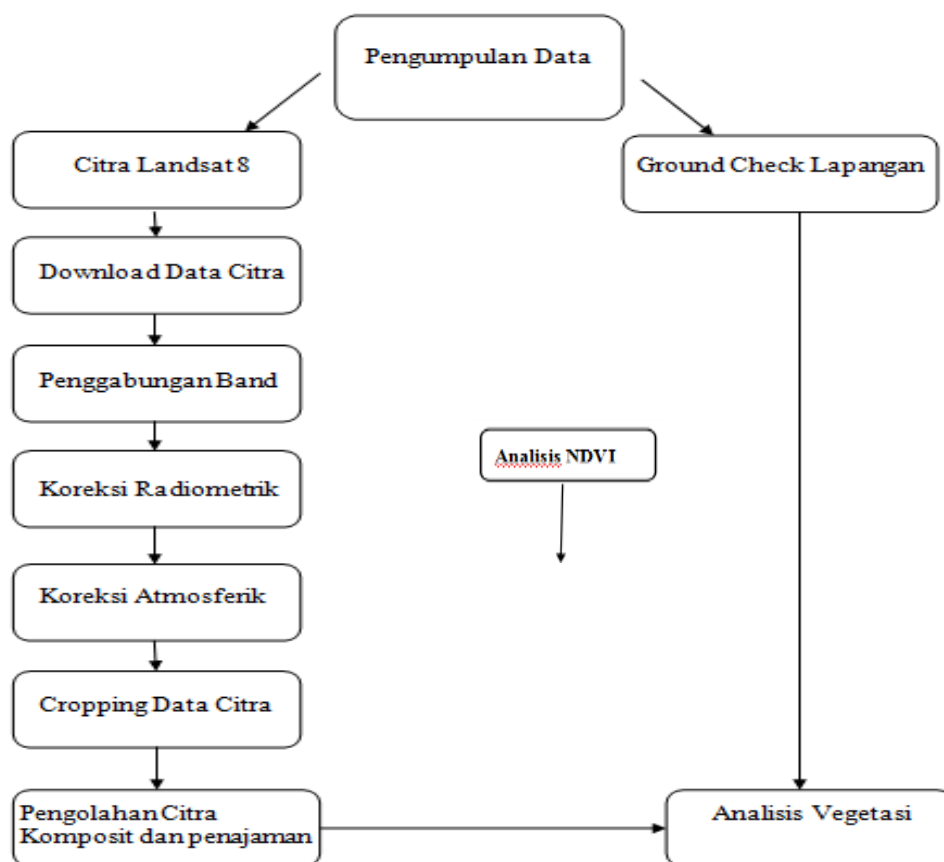 Pengumpulan Data
Citra Landsat 8
Ground Check Lapangan
Download Data Citra
Penggabungan Band
Analisis NDVI
Koreksi Radiometrik
Koreksi Atmosferik
Cropping Data Citra
Pengolahan Citra
Komposit dan penajaman
Analisis Vegetasi